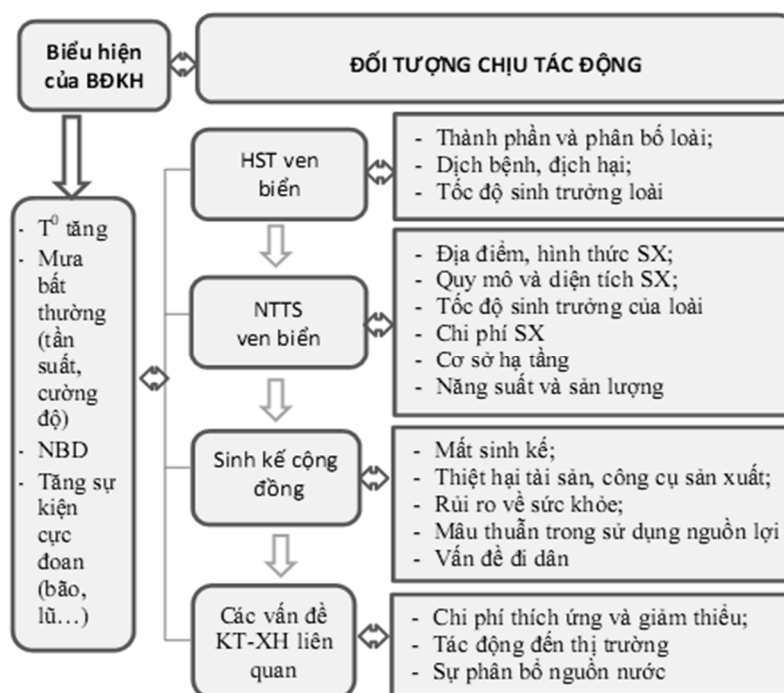 Biểu hiện
của BĐKH
ĐỐI TƯỢNG CHỊU TÁC ĐỘNG
- T⁰ tăng
- Mưa
bất
thường
(tần
suất,
cường
độ)
- NBD
- Tăng sự
kiện
cực
đoan
(bão,
lũ…)
HST ven
biển
- Thành phần và phân bố loài;
- Dịch bệnh, địch hại;
- Tốc độ sinh trưởng loài
NTTS
ven biển
- Địa điểm, hình thức SX;
- Quy mô và diện tích SX;
- Tốc độ sinh trưởng của loài
- Chi phí SX
- Cơ sở hạ tầng
- Năng suất và sản lượng
Sinh kế cộng
đồng
- Mất sinh kế;
- Thiệt hại tài sản, công cụ sản xuất;
- Rủi ro về sức khỏe;
- Mâu thuẫn trong sử dụng nguồn lợi
- Vấn đề đi dân
Các vấn đề
KT-XH liên
quan
- Chi phí thích ứng và giảm thiểu;
- Tác động đến thị trường
- Sự phân bổ nguồn nước